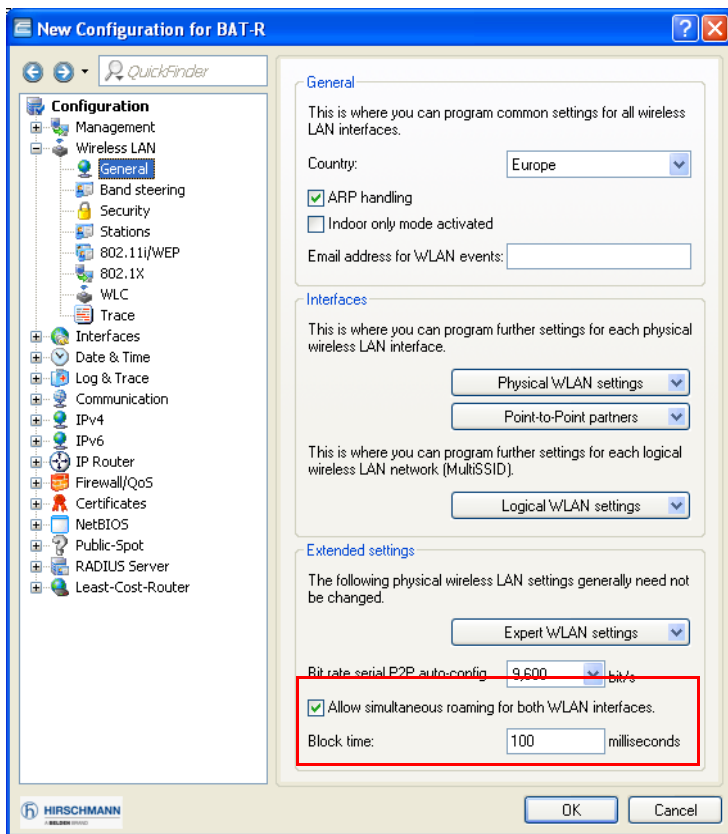 New Configuration for BAT-R
QuickFinder
Configuration
Management
Wireless LAN
General
Band steering
Security
Stations
802.11i/WEP
802.1X
WLC
Trace
Interfaces
Date & Time
Log & Trace
Communication
IPv4
IPv6
IP Router
Firewall/QoS
Certificates
NetBIOS
Public-Spot
RADIUS Server
Least-Cost-Router
General
This is where you can program common settings for all wireless
LAN interfaces.
Country: Europe
ARP handling
Indoor only mode activated
Email address for WLAN events:
Interfaces
This is where you can program further settings for each physical
wireless LAN interface.
Physical WLAN settings
Point-to-Point partners
This is where you can program further settings for each logical
wireless LAN network (MultiSSID).
Logical WLAN settings
Extended settings
The following physical wireless LAN settings generally need not
be changed.
Expert WLAN settings
Bit rate serial P2P auto-config 9,600 bit/s
Allow simultaneous roaming for both WLAN interfaces.
Block time: 100 milliseconds
HIRSCHMANN
A BELDEN BRAND
OK Cancel